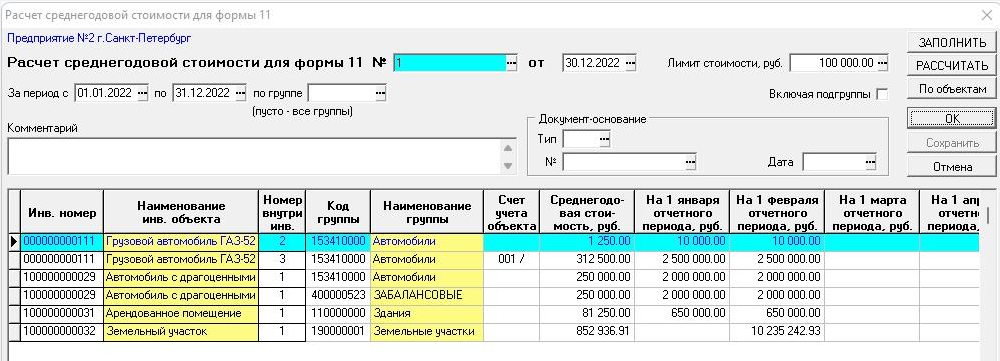 Расчет среднегодовой стоимости для формы 11
Предприятие №2 г.Санкт-Петербург
Расчет среднегодовой стоимости для формы 11 № 1 от 30.12.2022 Лимит стоимости, руб. 100 000.00
За период с 01.01.2022 по 31.12.2022 по группе
(пусто - все группы)
Включая подгруппы
Комментарий
Документ-основание
Тип
№ Дата
ЗАПОЛНИТЬ
РАССЧИТАТЬ
По объектам
OK
Сохранить
Отмена
Инв. номер Наименование инв. объекта Номер внутри инв. Код группы Наименование группы Счет учета объекта Среднегодо-вая стои-мость, руб. На 1 января отчетного периода, руб. На 1 февраля отчетного периода, руб. На 1 марта отчетного периода, руб. На 1 апр отчетн периода,
000000000111 Грузовой автомобиль ГАЗ-52 2 153410000 Автомобили 1 250.00 10 000.00 10 000.00
000000000111 Грузовой автомобиль ГАЗ-52 3 153410000 Автомобили 001 / 312 500.00 2 500 000.00 2 500 000.00
100000000029 Автомобиль с драгоценными 1 153410000 Автомобили 250 000.00 2 000 000.00 2 000 000.00
100000000029 Автомобиль с драгоценными 1 400000523 ЗАБАЛАНСОВЫЕ 250 000.00 2 000 000.00 2 000 000.00
100000000031 Арендованное помещение 1 110000000 Здания 81 250.00 650 000.00 650 000.00
100000000032 Земельный участок 1 190000001 Земельные участки 852 936.91 10 235 242.93